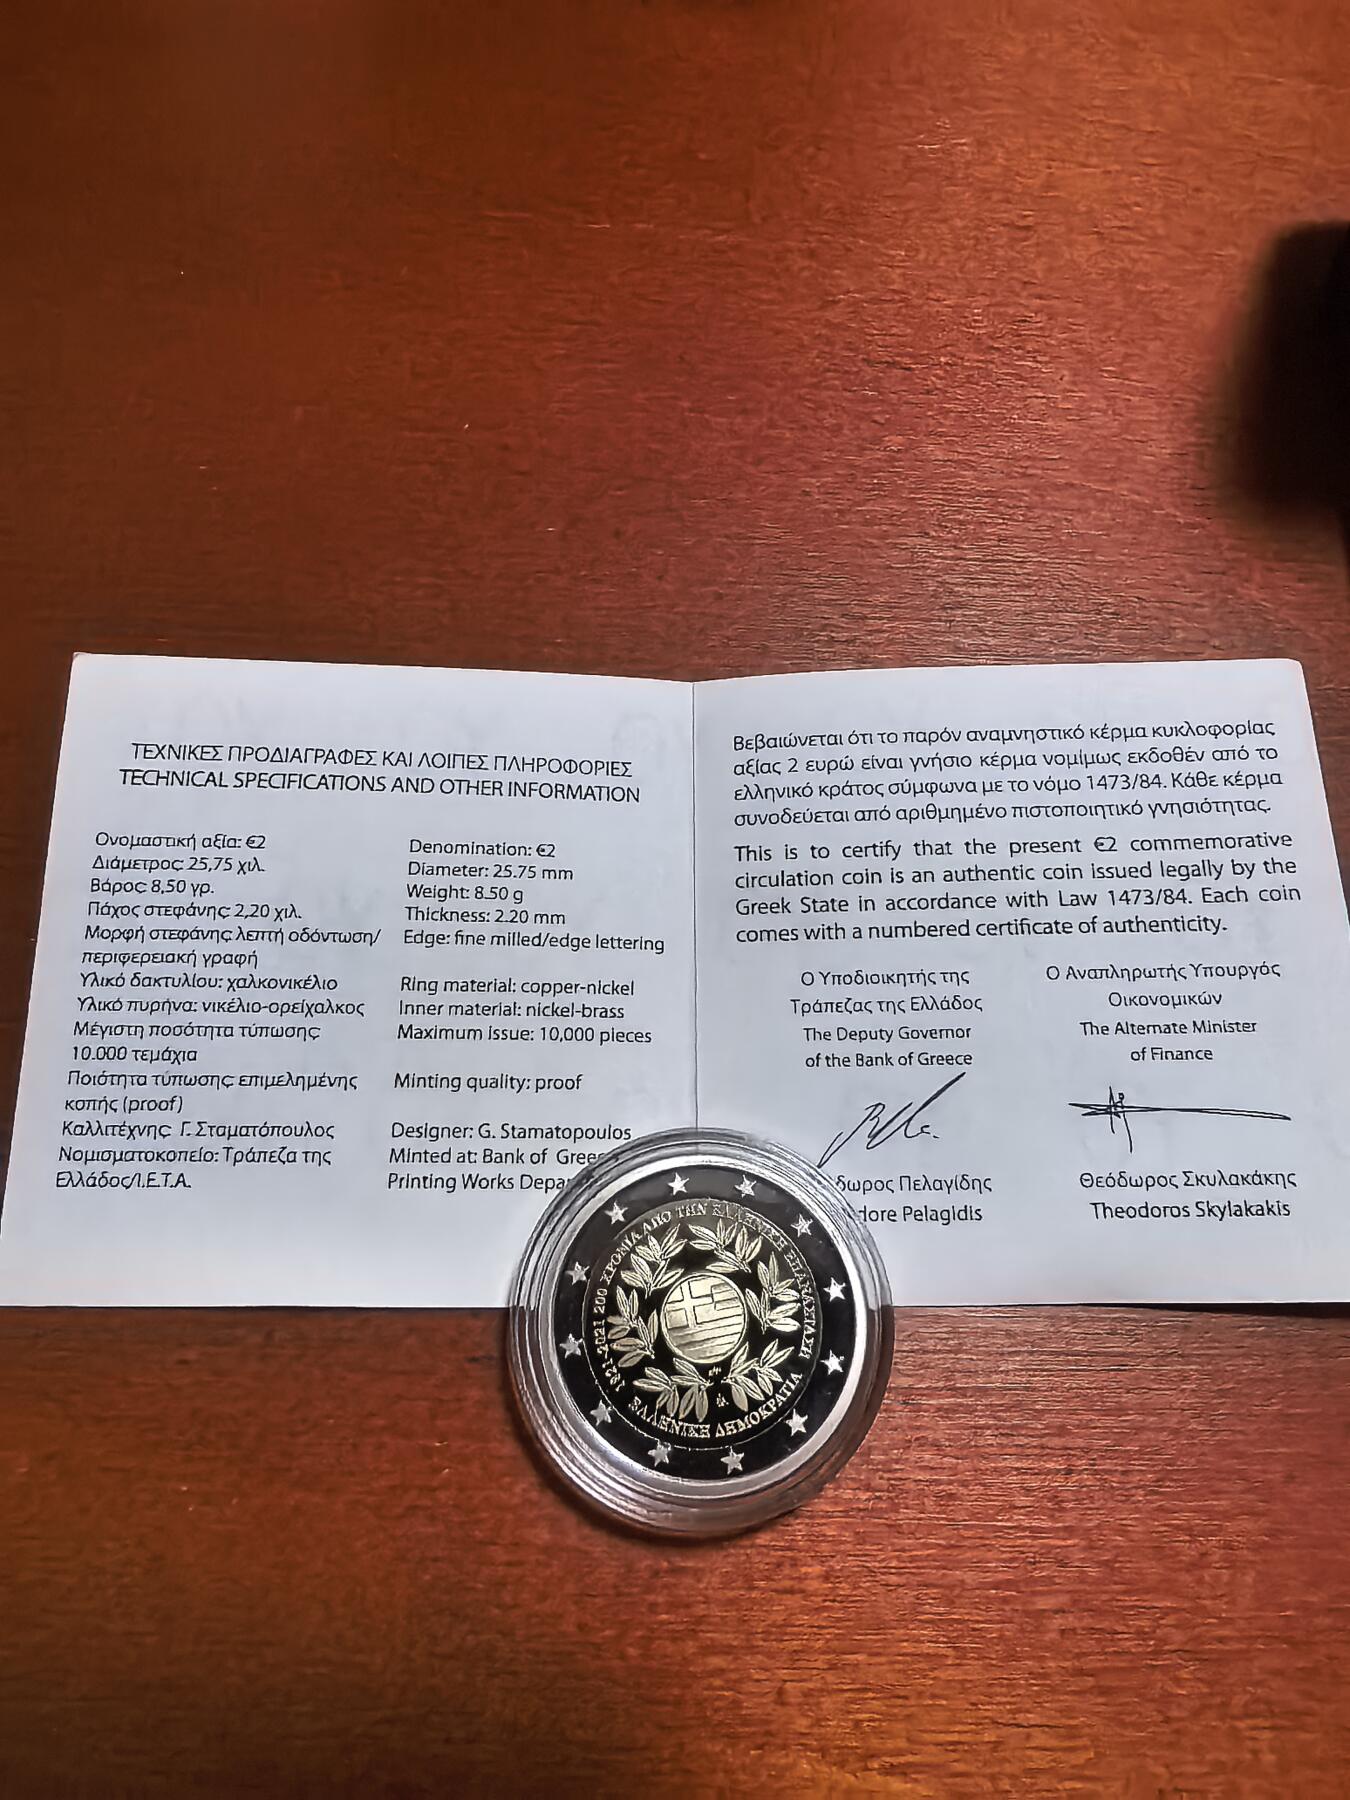 ΤΕΧΝΙΚΕΣ ΠΡΟΔΙΑΓΡΑΦΕΣ ΚΑΙ ΛΟΙΠΕΣ ΠΛΗΡΟΦΟΡΙΕΣ
TECHNICAL SPECIFICATIONS AND OTHER INFORMATION
Ονομαστική αξία: €2
Διάμετρος: 25,75 χιλ.
Βάρος: 8,50 γρ.
Πάχος στεφάνης: 2,20 χιλ.
Μορφή στεφάνης: λεπτή οδόντωση/
περιφερειακή γραφή
Υλικό δακτυλίου: χαλκονικέλιο
Υλικό πυρήνα: νικέλιο-ορείχαλκος
Μέγιστη ποσότητα τύπωσης:
10.000 τεμάχια
Ποιότητα τύπωσης: επιμελημένης
κοπής (proof)
Καλλιτέχνης: Γ. Σταματόπουλος
Νομισματοκοπείο: Τράπεζα της
Ελλάδος/Ι.Ε.Τ.Α.
Denomination: €2
Diameter: 25.75 mm
Weight: 8.50 g
Thickness: 2.20 mm
Edge: fine milled/edge lettering
Ring material: copper-nickel
Inner material: nickel-brass
Maximum issue: 10,000 pieces
Minting quality: proof
Designer: G. Stamatopoulos
Minted at: Bank of Gree
Printing Works Depa
Βεβαιώνεται ότι το παρόν αναμνηστικό κέρμα κυκλοφορίας
αξίας 2 ευρώ είναι γνήσιο κέρμα νομίμως εκδοθέν από το
ελληνικό κράτος σύμφωνα με το νόμο 1473/84. Κάθε κέρμα
συνοδεύεται από αριθμημένο πιστοποιητικό γνησιότητας.
This is to certify that the present €2 commemorative
circulation coin is an authentic coin issued legally by the
Greek State in accordance with Law 1473/84. Each coin
comes with a numbered certificate of authenticity.
Ο Υποδιοικητής της
Τράπεζας της Ελλάδος
The Deputy Governor
of the Bank of Greece
δωρος Πελαγίδης
dore Pelagidis
Ο Αναπληρωτής Υπουργός
Οικονομικών
The Alternate Minister
of Finance
Θεόδωρος Σκυλακάκης
Theodoros Skylakakis
1821-2021 200 ΧΡΟΝΙΑ ΑΠΟ ΤΗΝ ΕΛΛΗΝΙΚΗ ΕΠΑΝΑΣΤΑΣΗ
ΕΛΛΗΝΙΚΗ ΔΗΜΟΚΡΑΤΙΑ